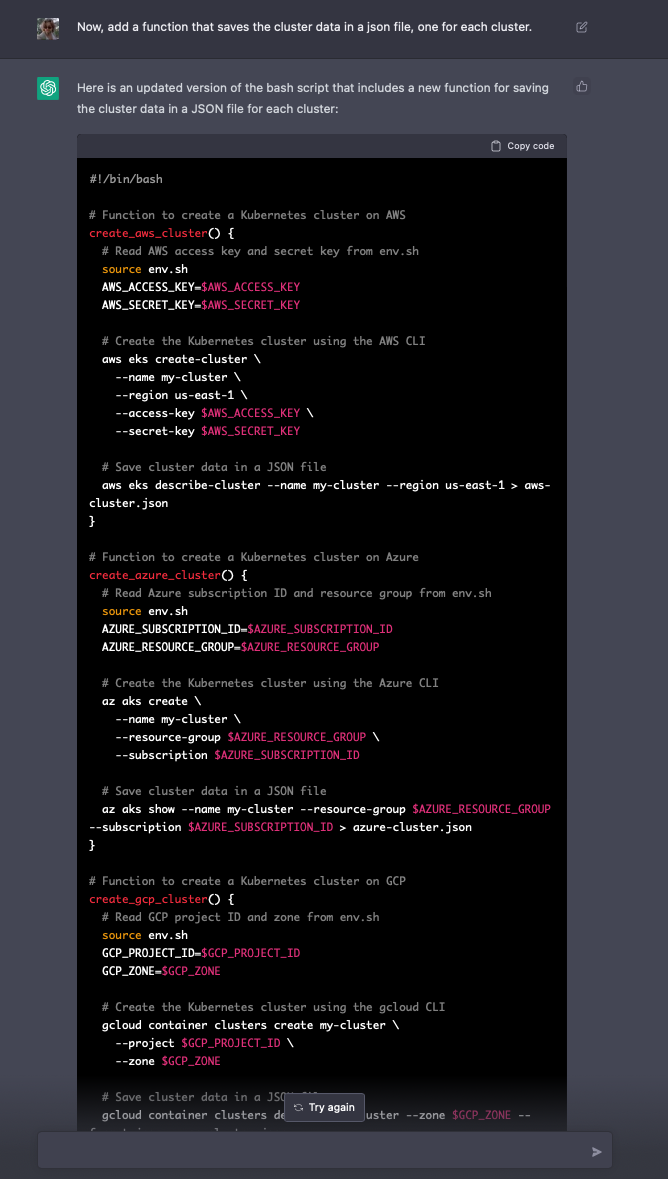 Now, add a function that saves the cluster data in a json file, one for each cluster.
Here is an updated version of the bash script that includes a new function for saving
the cluster data in a JSON file for each cluster:
Copy code
#!/bin/bash
# Function to create a Kubernetes cluster on AWS
create_aws_cluster() {
  # Read AWS access key and secret key from env.sh
  source env.sh
  AWS_ACCESS_KEY=$AWS_ACCESS_KEY
  AWS_SECRET_KEY=$AWS_SECRET_KEY
  # Create the Kubernetes cluster using the AWS CLI
  aws eks create-cluster \
    --name my-cluster \
    --region us-east-1 \
    --access-key $AWS_ACCESS_KEY \
    --secret-key $AWS_SECRET_KEY
  # Save cluster data in a JSON file
  aws eks describe-cluster --name my-cluster --region us-east-1 > aws-
cluster.json
}
# Function to create a Kubernetes cluster on Azure
create_azure_cluster() {
  # Read Azure subscription ID and resource group from env.sh
  source env.sh
  AZURE_SUBSCRIPTION_ID=$AZURE_SUBSCRIPTION_ID
  AZURE_RESOURCE_GROUP=$AZURE_RESOURCE_GROUP
  # Create the Kubernetes cluster using the Azure CLI
  az aks create \
    --name my-cluster \
    --resource-group $AZURE_RESOURCE_GROUP \
    --subscription $AZURE_SUBSCRIPTION_ID
  # Save cluster data in a JSON file
  az aks show --name my-cluster --resource-group $AZURE_RESOURCE_GROUP
--subscription $AZURE_SUBSCRIPTION_ID > azure-cluster.json
}
# Function to create a Kubernetes cluster on GCP
create_gcp_cluster() {
  # Read GCP project ID and zone from env.sh
  source env.sh
  GCP_PROJECT_ID=$GCP_PROJECT_ID
  GCP_ZONE=$GCP_ZONE
  # Create the Kubernetes cluster using the gcloud CLI
  gcloud container clusters create my-cluster \
    --project $GCP_PROJECT_ID \
    --zone $GCP_ZONE
  # Save cluster data in a JSON
Try again
  gcloud container clusters --zone $GCP_ZONE --